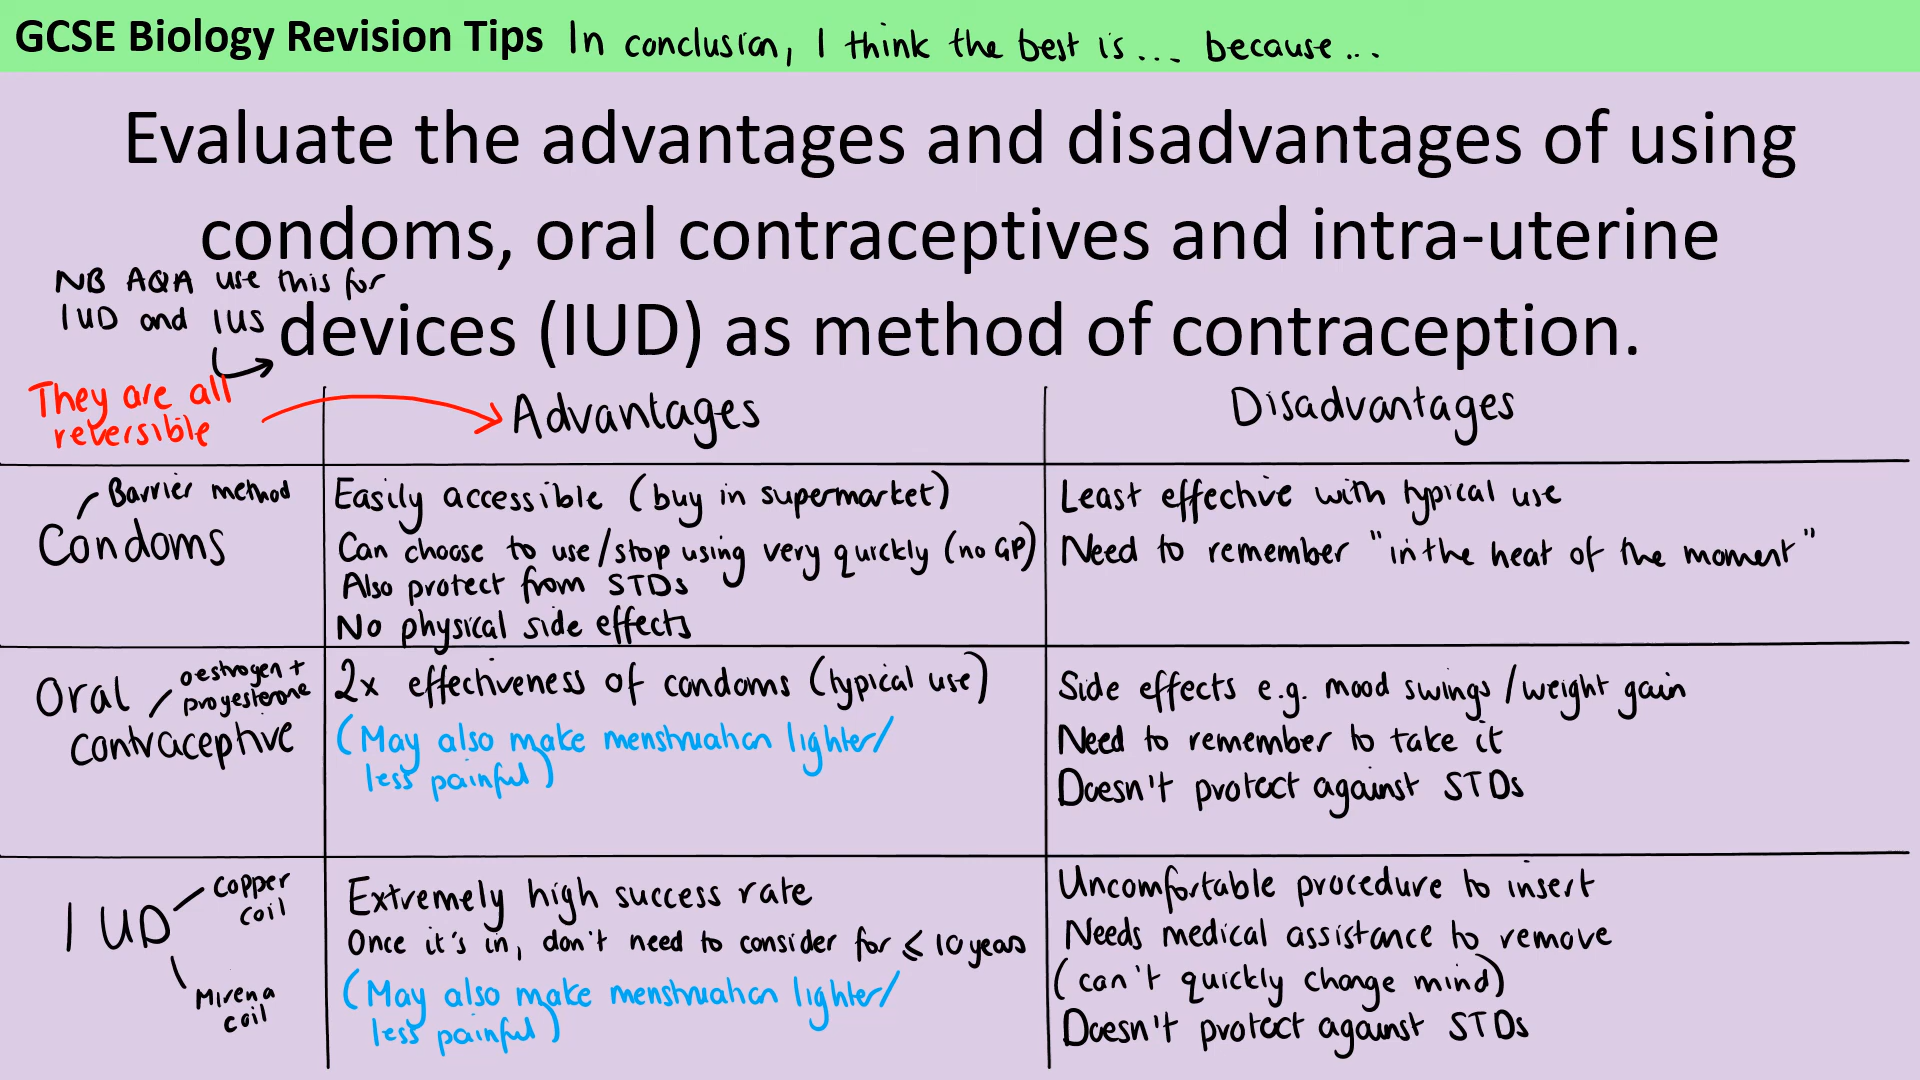 GCSE Biology Revision Tips In conclusion, I think the best is... because...
Evaluate the advantages and disadvantages of using
condoms, oral contraceptives and intra-uterine
devices (IUD) as method of contraception.
NB AQA use this for
IUD and IUS
They are all
reversible
Advantages
Disadvantages
Barrier method
Condoms
Easily accessible (buy in supermarket)
Can choose to use/stop using very quickly (no GP)
Also protect from STDs
No physical side effects
Least effective with typical use
Need to remember "in the heat of the moment"
Oral
contraceptive
oestrogen +
progesterone
2x effectiveness of condoms (typical use)
(May also make menstruation lighter/
less painful)
Side effects e.g. mood swings/weight gain
Need to remember to take it
Doesn't protect against STDs
IUD
copper
coil
Mirena
coil
Extremely high success rate
Once it's in, don't need to consider for ≤ 10 years
(May also make menstruation lighter/
less painful)
Uncomfortable procedure to insert
Needs medical assistance to remove
(can't quickly change mind)
Doesn't protect against STDs